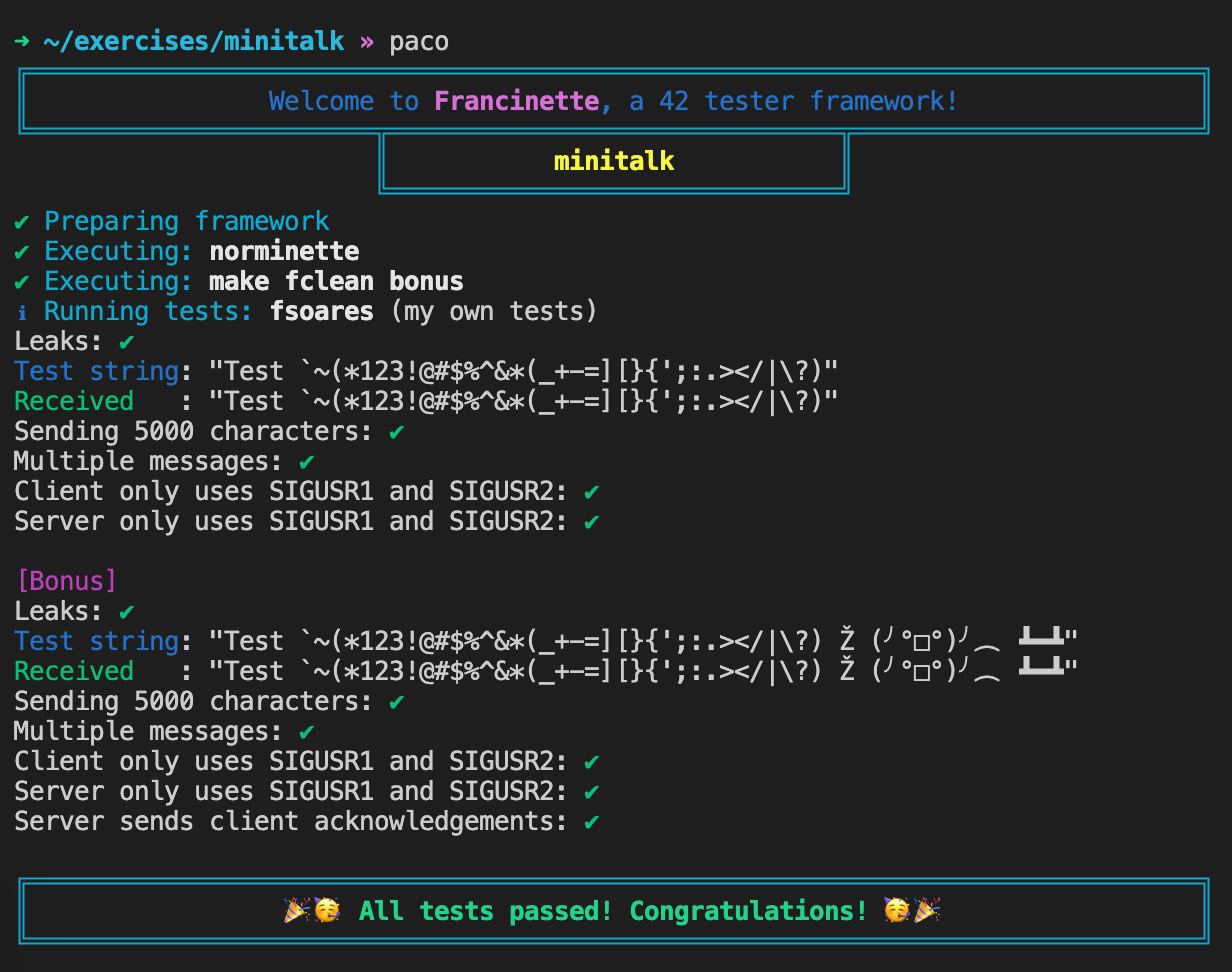 ➜ ~/exercises/minitalk » paco
Welcome to Francinette, a 42 tester framework!
minitalk
✔ Preparing framework
✔ Executing: norminette
✔ Executing: make fclean bonus
ℹ Running tests: fsoares (my own tests)
Leaks: ✔
Test string: "Test `~(*123!@#$%^&*(_+-=][}{';:.></|\?)"
Received   : "Test `~(*123!@#$%^&*(_+-=][}{';:.></|\?)"
Sending 5000 characters: ✔
Multiple messages: ✔
Client only uses SIGUSR1 and SIGUSR2: ✔
Server only uses SIGUSR1 and SIGUSR2: ✔
[Bonus]
Leaks: ✔
Test string: "Test `~(*123!@#$%^&*(_+-=][}{';:.></|\?) Ž (╯°□°)╯︵ ┻━┻"
Received   : "Test `~(*123!@#$%^&*(_+-=][}{';:.></|\?) Ž (╯°□°)╯︵ ┻━┻"
Sending 5000 characters: ✔
Multiple messages: ✔
Client only uses SIGUSR1 and SIGUSR2: ✔
Server only uses SIGUSR1 and SIGUSR2: ✔
Server sends client acknowledgements: ✔
🎉🥳 All tests passed! Congratulations! 🥳🎉